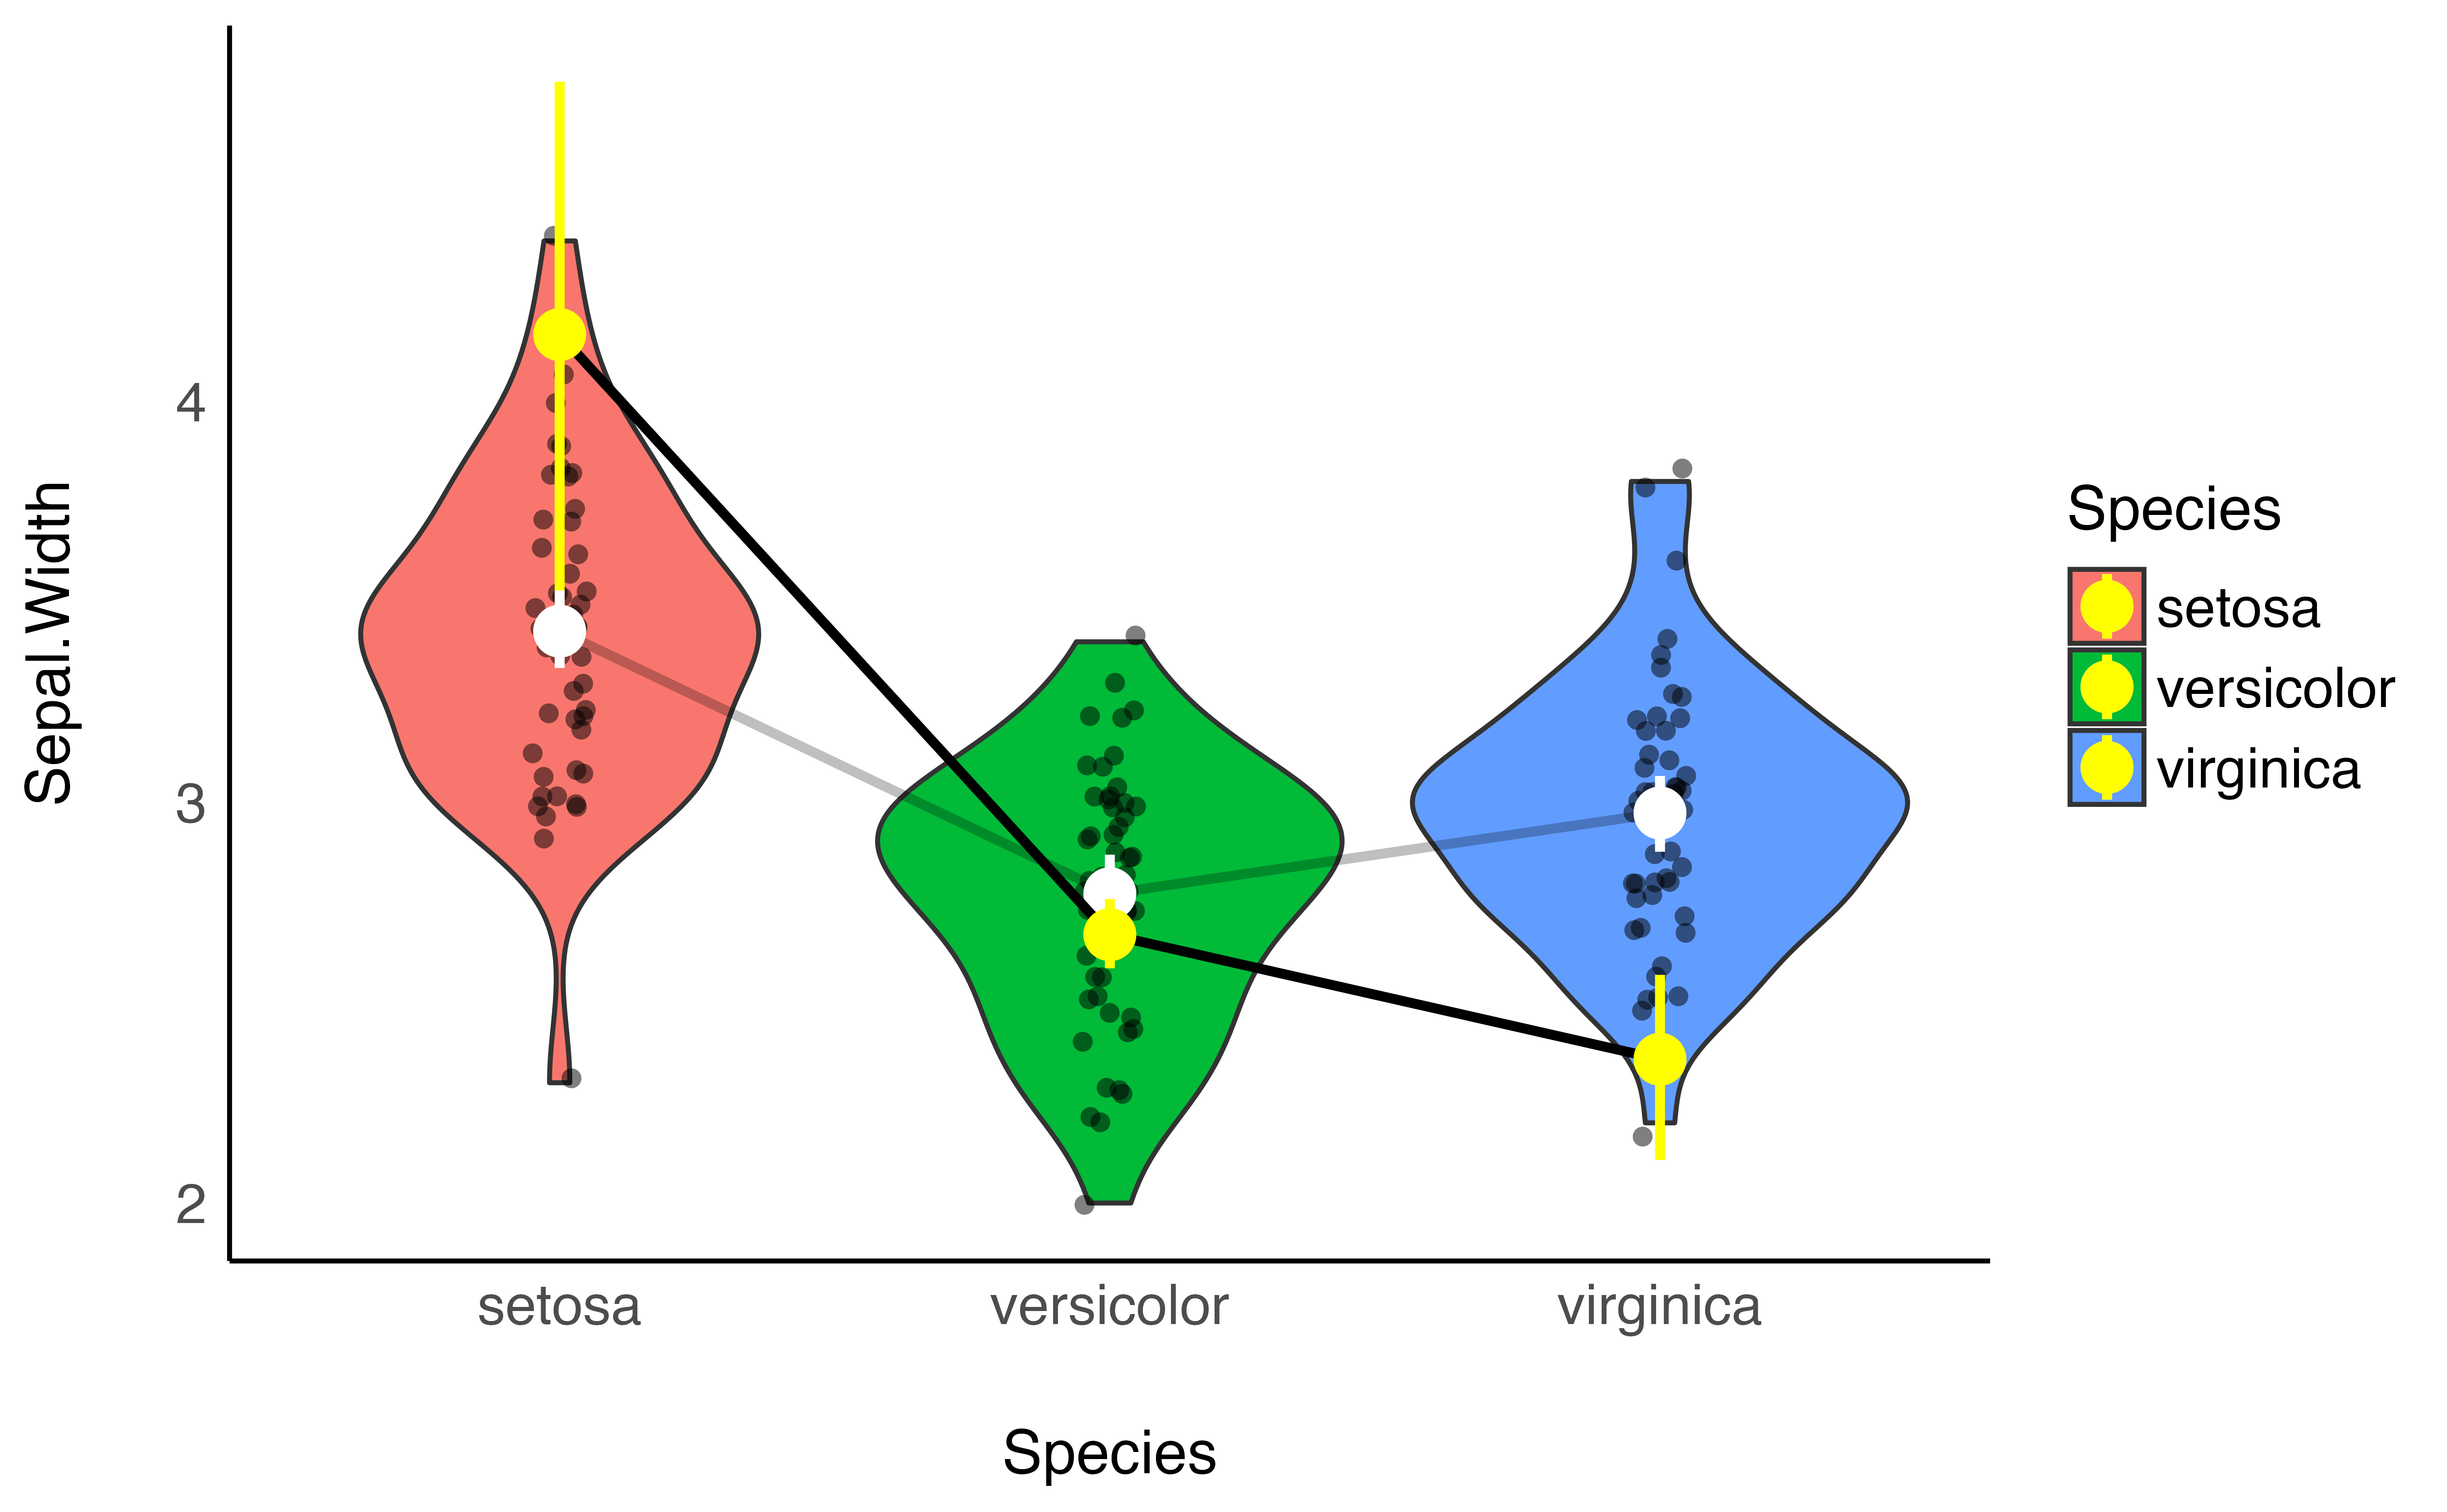 Sepal.Width
4
3
2
setosa
versicolor
virginica
Species
Species
setosa
versicolor
virginica